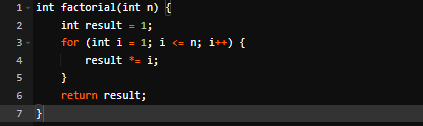 1 int factorial(int n) {
2     int result = 1;
3     for (int i = 1; i <= n; i++) {
4         result *= i;
5     }
6     return result;
7 }